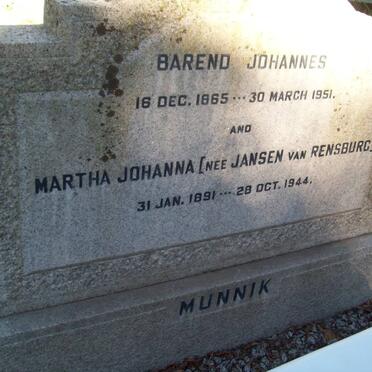 BAREND JOHANNES
16 DEC. 1865 ... 30 MARCH 1951.
AND
MARTHA JOHANNA [NEE JANSEN VAN RENSBURG]
31 JAN. 1891 ... 28 OCT. 1944.
MUNNIK